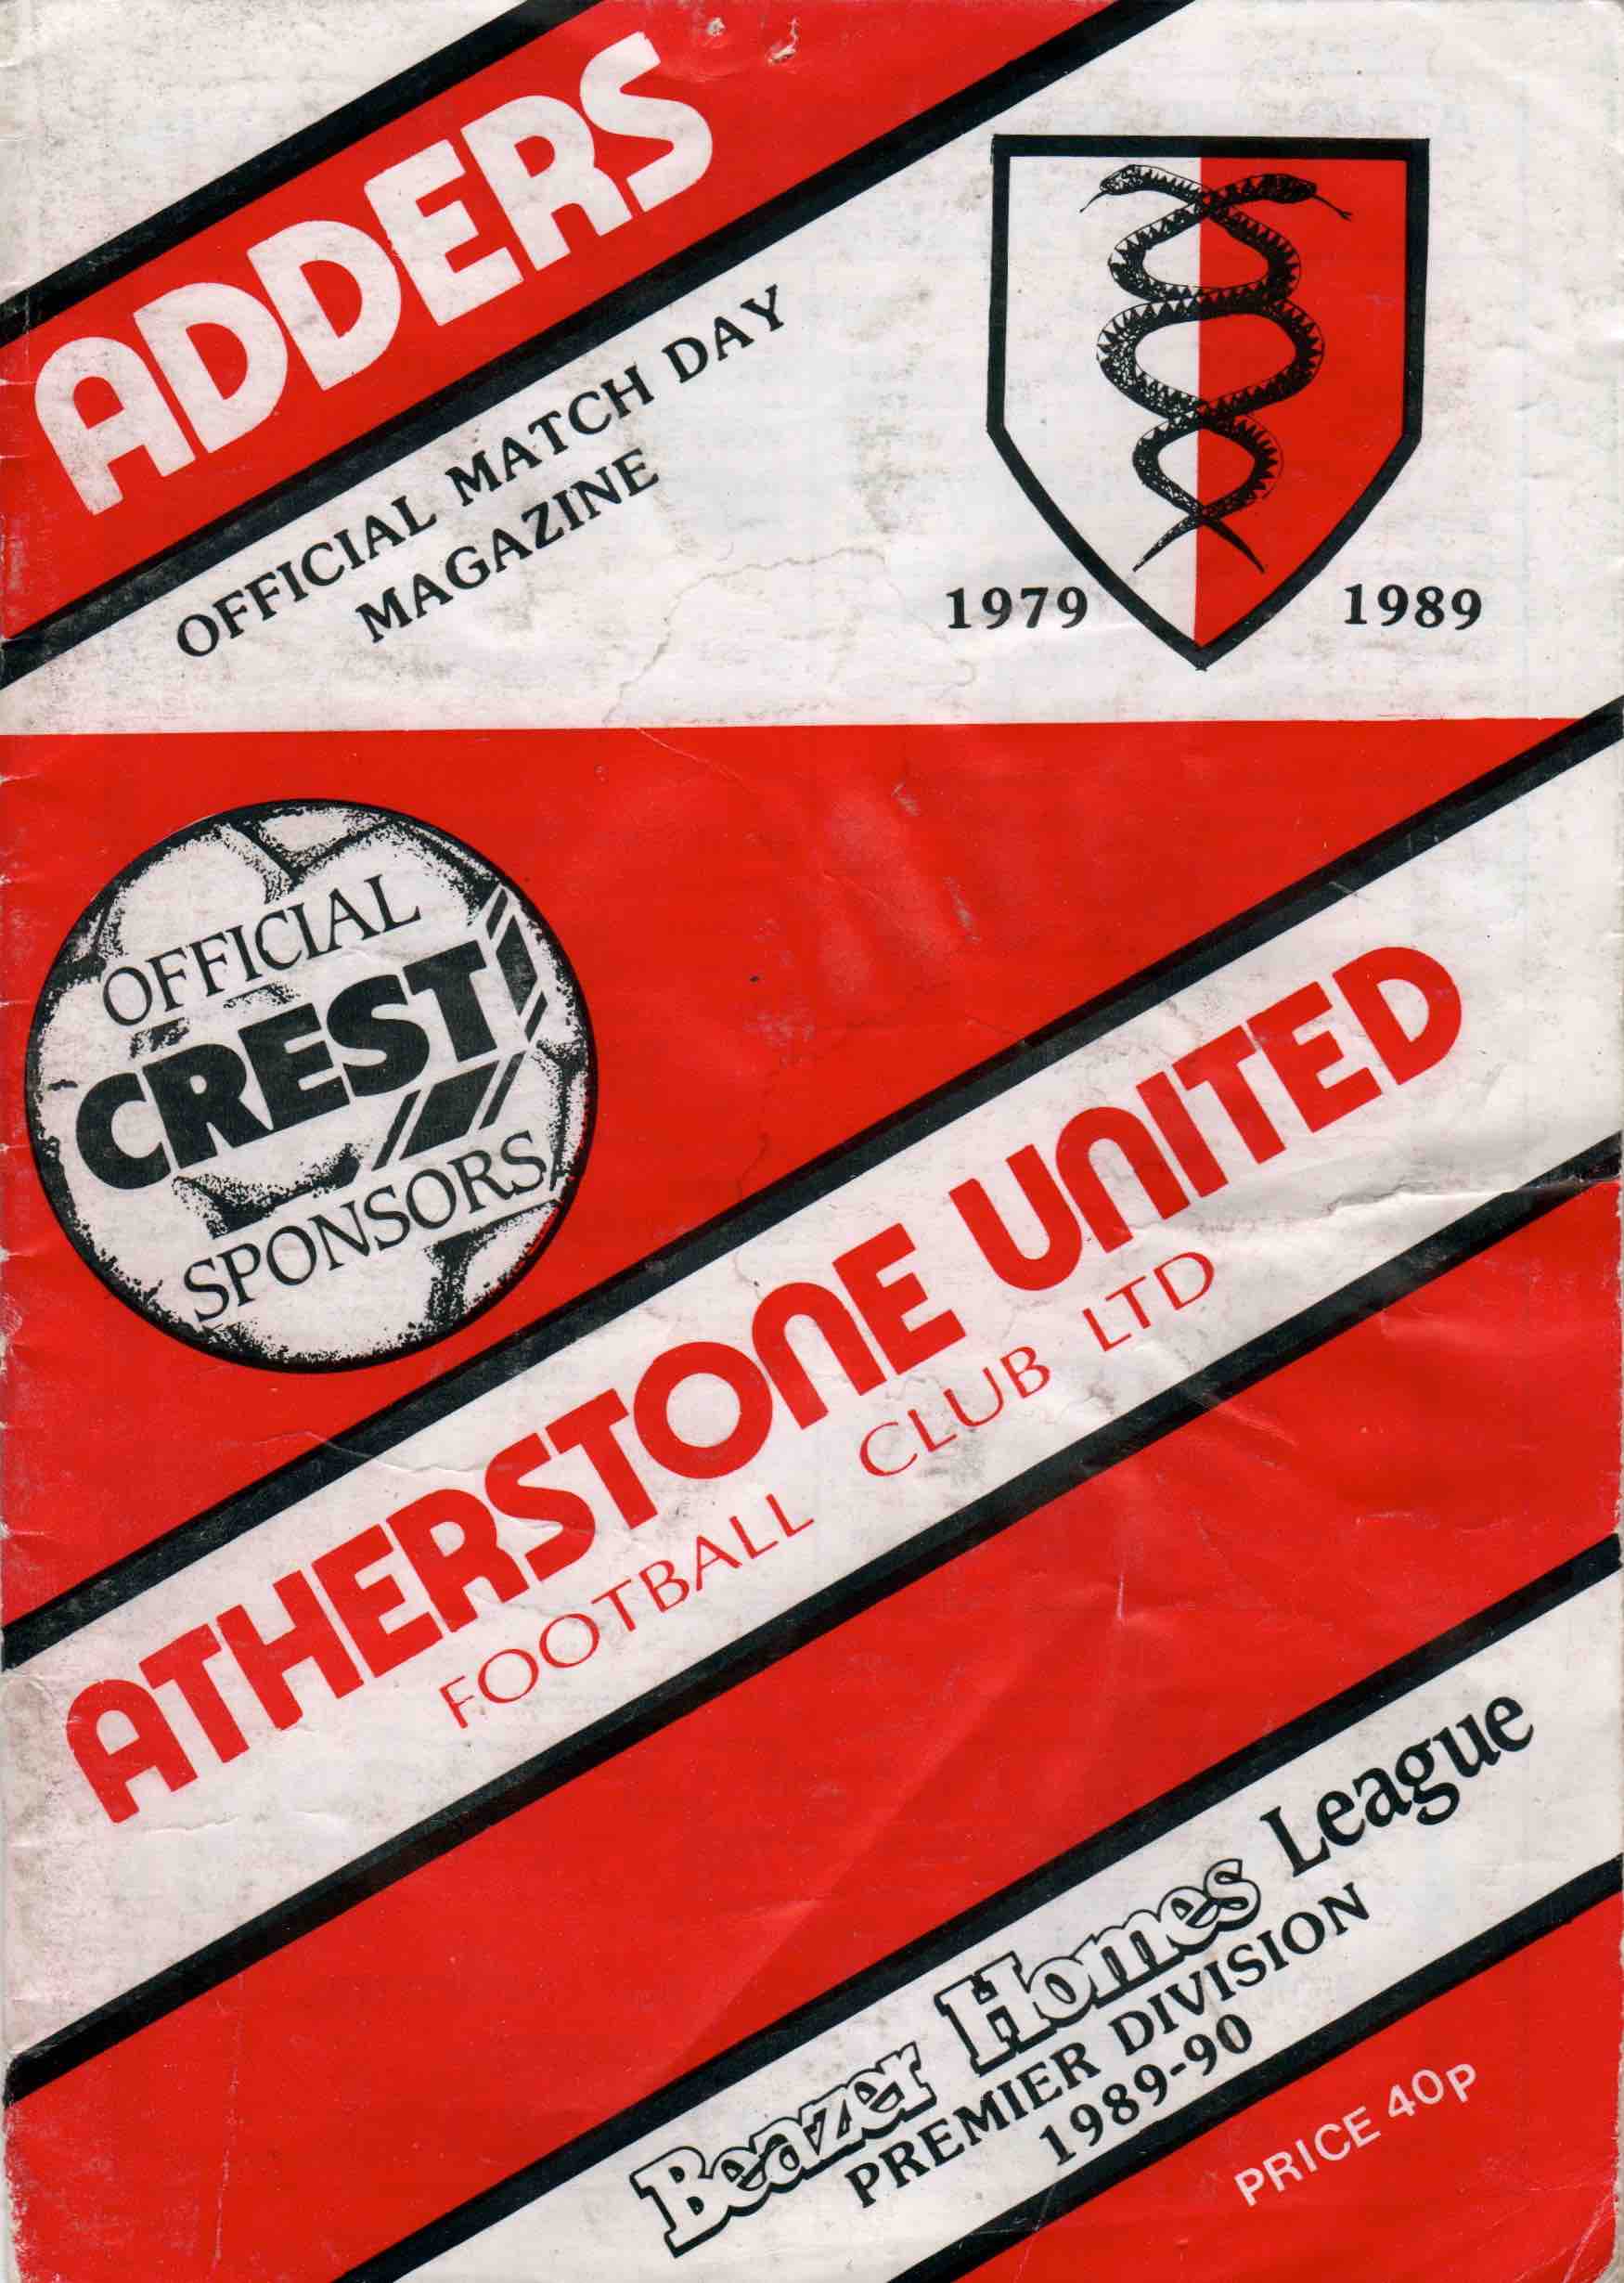 ADDERS
OFFICIAL MATCH DAY
MAGAZINE
1979 1989
OFFICIAL
CREST
SPONSORS
ATHERSTONE UNITED
FOOTBALL CLUB LTD
Beazer Homes League
PREMIER DIVISION
1989-90
PRICE 40p